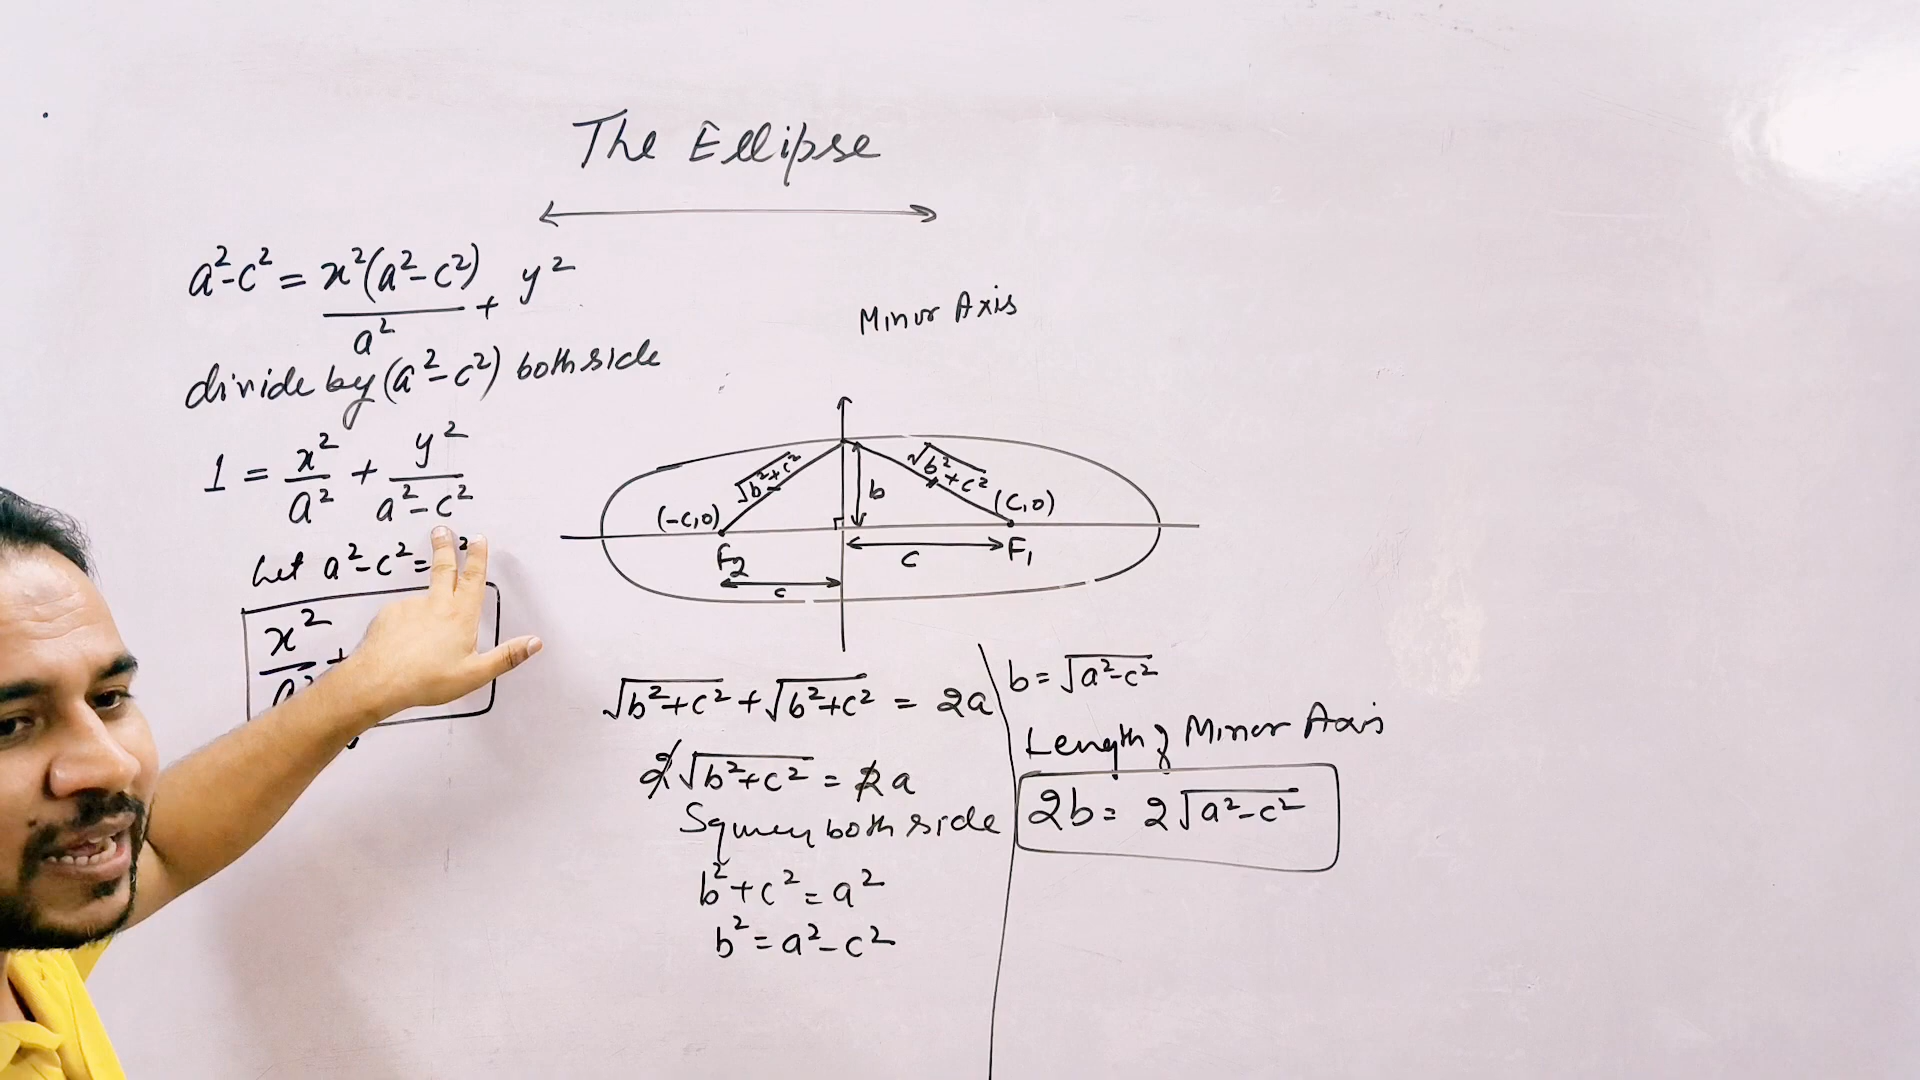 The Ellipse
a²-c² = x²(a²-c²)/a² + y²
divide by (a²-c²) both side
1 = x²/a² + y²/a²-c²
Let a²-c² = ²
x²/a² +
Minor Axis
√b²+c²
√b²+c²
b
(-c,0)
(c,0)
F2
c
F1
c
√b²+c² + √b²+c² = 2a
2√b²+c² = 2a
both side
b²+c² = a²
b² = a²-c²
b = √a²-c²
Length of Minor Axis
2b = 2√a²-c²